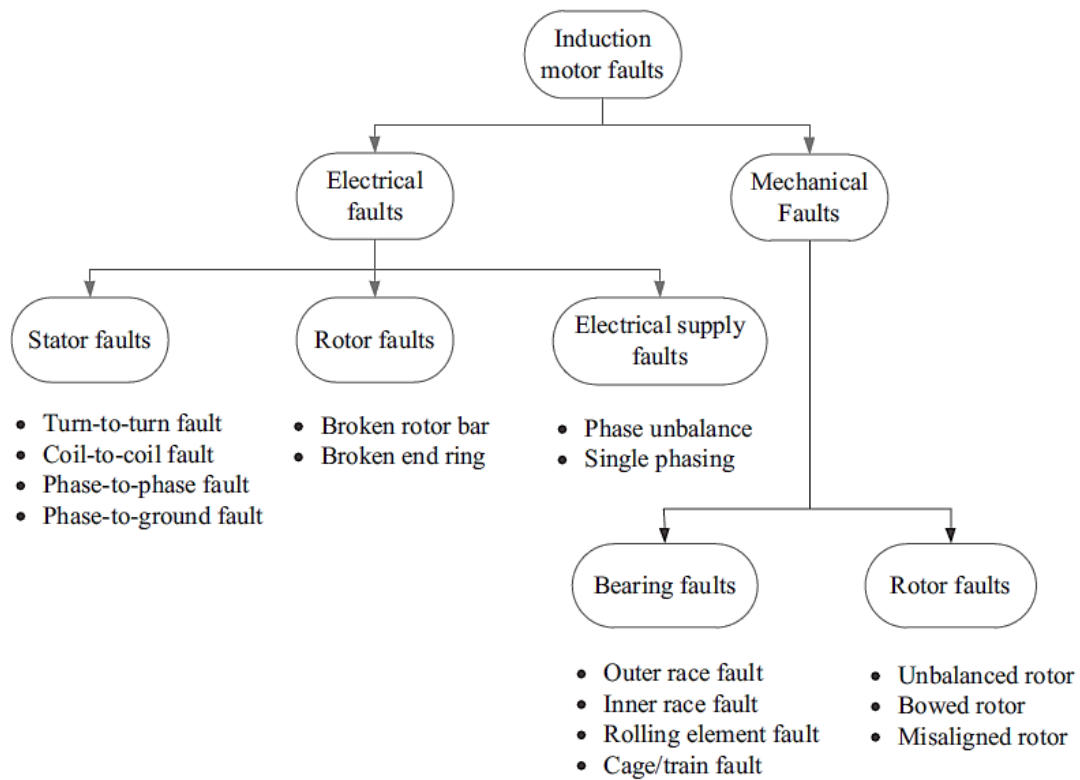 Induction
motor faults
Electrical
faults
Mechanical
Faults
Stator faults
Rotor faults
Electrical supply
faults
• Turn-to-turn fault
• Coil-to-coil fault
• Phase-to-phase fault
• Phase-to-ground fault
• Broken rotor bar
• Broken end ring
• Phase unbalance
• Single phasing
Bearing faults
Rotor faults
• Outer race fault
• Inner race fault
• Rolling element fault
• Cage/train fault
• Unbalanced rotor
• Bowed rotor
• Misaligned rotor